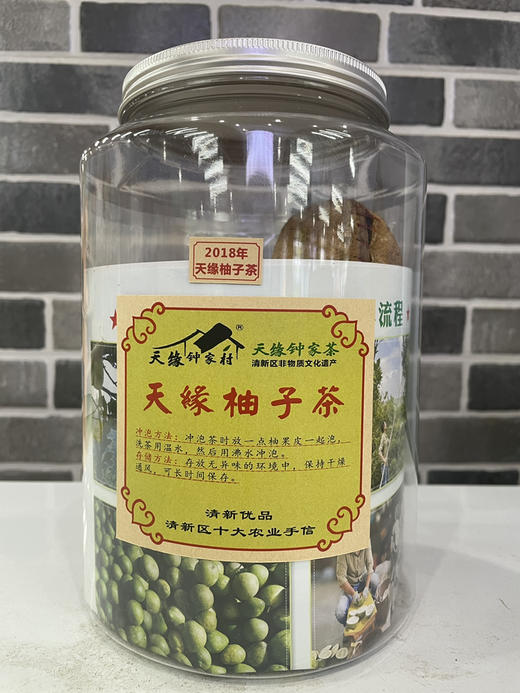 2018年
天缘柚子茶
流程
天缘钟家村
®
天缘钟家茶
清新区非物质文化遗产
天緣柚子茶
冲泡方法：冲泡茶时放一点柚果皮一起泡，
洗茶用温水，然后用沸水冲泡。
存储方法：存放无异味的环境中，保持干燥
通风，可长时间保存。
清新优品
清新区十大农业手信